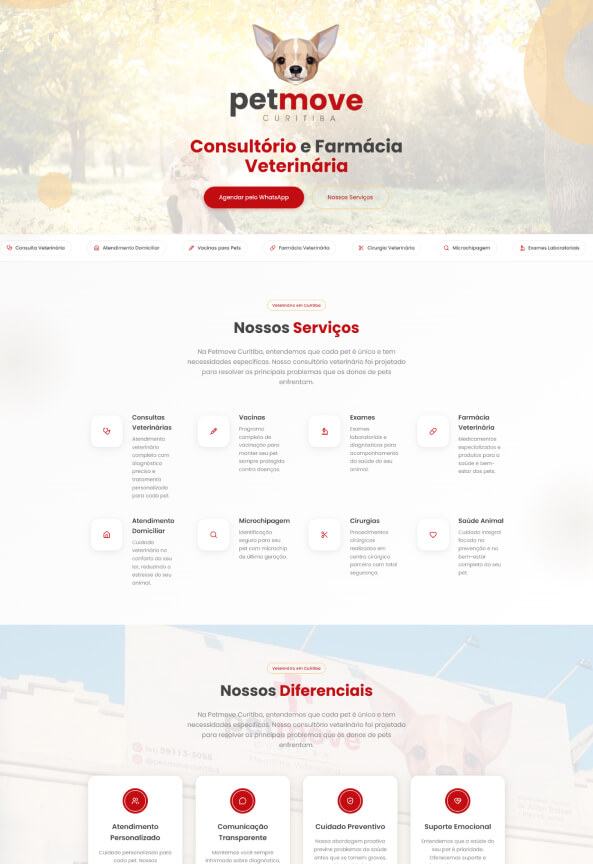 petmove
CURITIBA
Consultório e Farmácia
Veterinária
Agendar pelo WhatsApp
Nossos Serviços
Consulta Veterinária
Atendimento Domiciliar
Vacinas para Pets
Farmácia Veterinária
Cirurgia Veterinária
Microchipagem
Exames Laboratoriais
Veterinária em Curitiba
Nossos Serviços
Na Petmove Curitiba, entendemos que cada pet é único e tem
necessidades específicas. Nosso consultório veterinário foi projetado
para resolver os principais problemas que os donos de pets
enfrentam.
Consultas
Veterinárias
Atendimento
veterinário
completo com
diagnóstico
preciso e
tratamento
personalizado
para cada pet.
Vacinas
Programa
completo de
vacinação para
manter seu pet
sempre protegido
contra doenças.
Exames
Exames
laboratoriais e
diagnósticos para
acompanhamento
da saúde do seu
animal.
Farmácia
Veterinária
Medicamentos
especializados e
produtos para a
saúde e bem-
estar dos pets.
Atendimento
Domiciliar
Cuidado
veterinário no
conforto do seu
lar, reduzindo o
estresse do seu
animal.
Microchipagem
Identificação
segura para seu
pet com microchip
de última geração.
Cirurgias
Procedimentos
cirúrgicos
realizados em
centro cirúrgico
parceiro com total
segurança.
Saúde Animal
Cuidado integral
focado na
prevenção e no
bem-estar
completo do seu
pet.
Veterinária em Curitiba
Nossos Diferenciais
Na Petmove Curitiba, entendemos que cada pet é único e tem
necessidades específicas. Nosso consultório veterinário foi projetado
para resolver os principais problemas que os donos de pets
enfrentam.
petmove
Atendimento
Personalizado
Cuidado personalizado para
cada pet. Nossos
Comunicação
Transparente
Mantemos você sempre
informado sobre diagnóstico,
Cuidado Preventivo
Nossa abordagem proativa
previne problemas de saúde
antes que se tornem graves,
Suporte Emocional
Entendemos que a saúde do
seu pet é prioridade.
Oferecemos suporte e